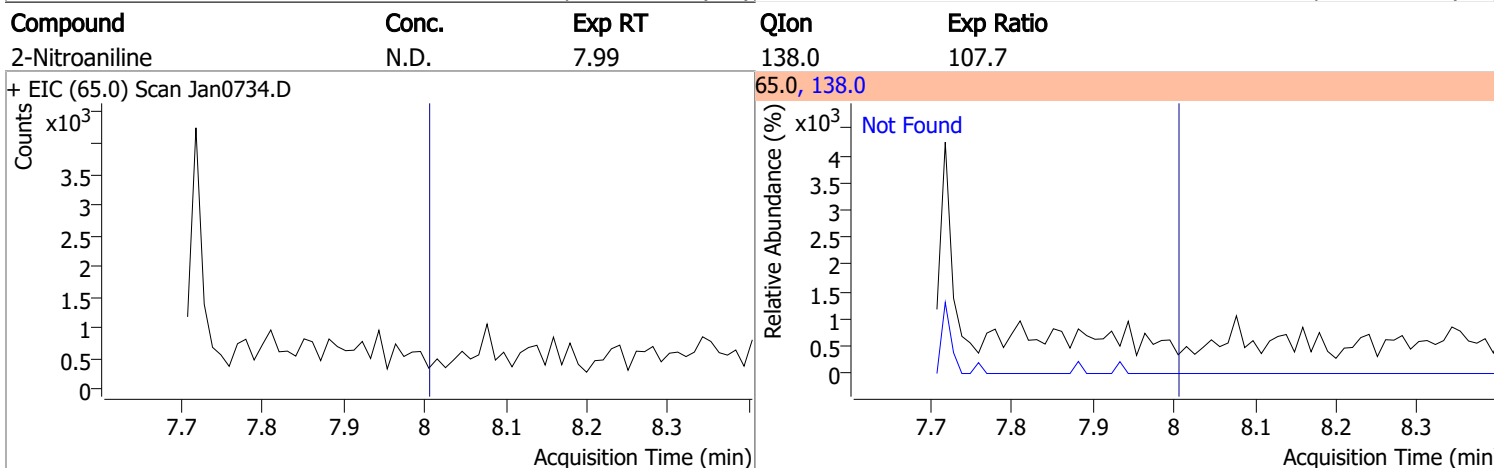 Compound Conc. Exp RT QIon Exp Ratio
2-Nitroaniline N.D. 7.99 138.0 107.7
+ EIC (65.0) Scan Jan0734.D
Counts
x10³
3.5
3
2.5
2
1.5
1
0.5
0
7.7 7.8 7.9 8 8.1 8.2 8.3
Acquisition Time (min)
65.0, 138.0
Relative Abundance (%)
x10³
Not Found
4
3.5
3
2.5
2
1.5
1
0.5
0
7.7 7.8 7.9 8 8.1 8.2 8.3
Acquisition Time (min)